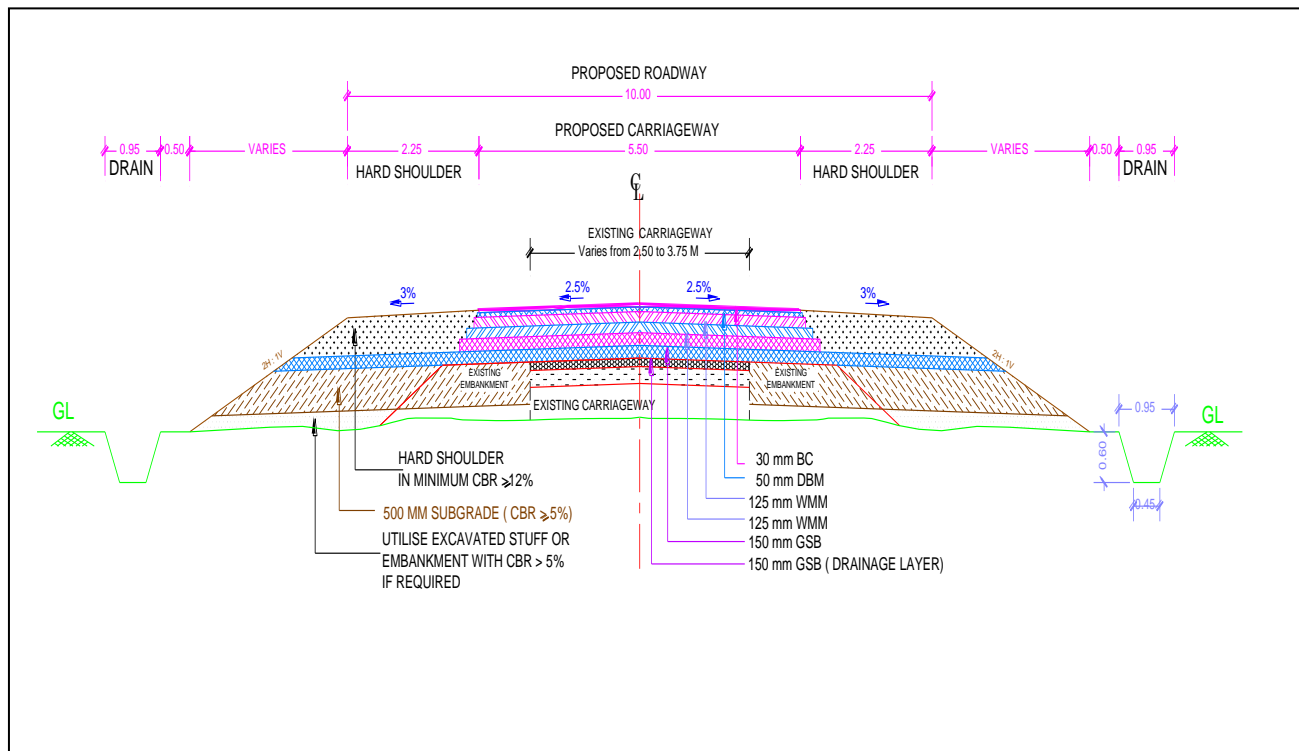 PROPOSED ROADWAY
10.00
PROPOSED CARRIAGEWAY
0.95 0.50 VARIES 2.25 5.50 2.25 VARIES 0.50 0.95
DRAIN HARD SHOULDER HARD SHOULDER DRAIN
CL
EXISTING CARRIAGEWAY
Varies from 2.50 to 3.75 M
3% 2.5% 2.5% 3%
2H : 1V 2H : 1V
EXISTING EMBANKMENT
EXISTING EMBANKMENT
EXISTING CARRIAGEWAY
GL GL
0.95
0.60
0.45
HARD SHOULDER
IN MINIMUM CBR ⩾12%
500 MM SUBGRADE ( CBR ⩾5%)
UTILISE EXCAVATED STUFF OR
EMBANKMENT WITH CBR > 5%
IF REQUIRED
30 mm BC
50 mm DBM
125 mm WMM
125 mm WMM
150 mm GSB
150 mm GSB ( DRAINAGE LAYER)